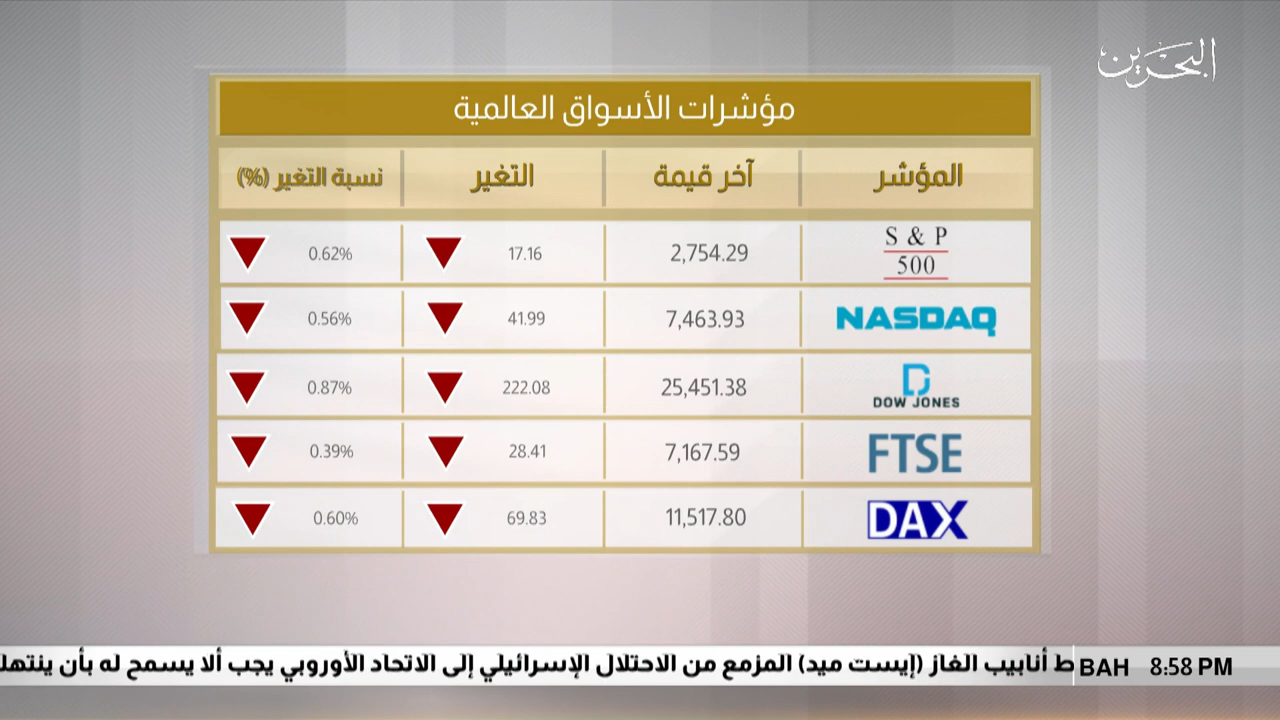 البحرين
مؤشرات الأسواق العالمية
المؤشر آخر قيمة التغير نسبة التغير (%)
S & P 500 2,754.29 17.16 0.62%
NASDAQ 7,463.93 41.99 0.56%
DOW JONES 25,451.38 222.08 0.87%
FTSE 7,167.59 28.41 0.39%
DAX 11,517.80 69.83 0.60%
BAH 8:58 PM
ط أنابيب الغاز (إيست ميد) المزمع من الاحتلال الإسرائيلي إلى الاتحاد الأوروبي يجب ألا يسمح له بأن ينتهك